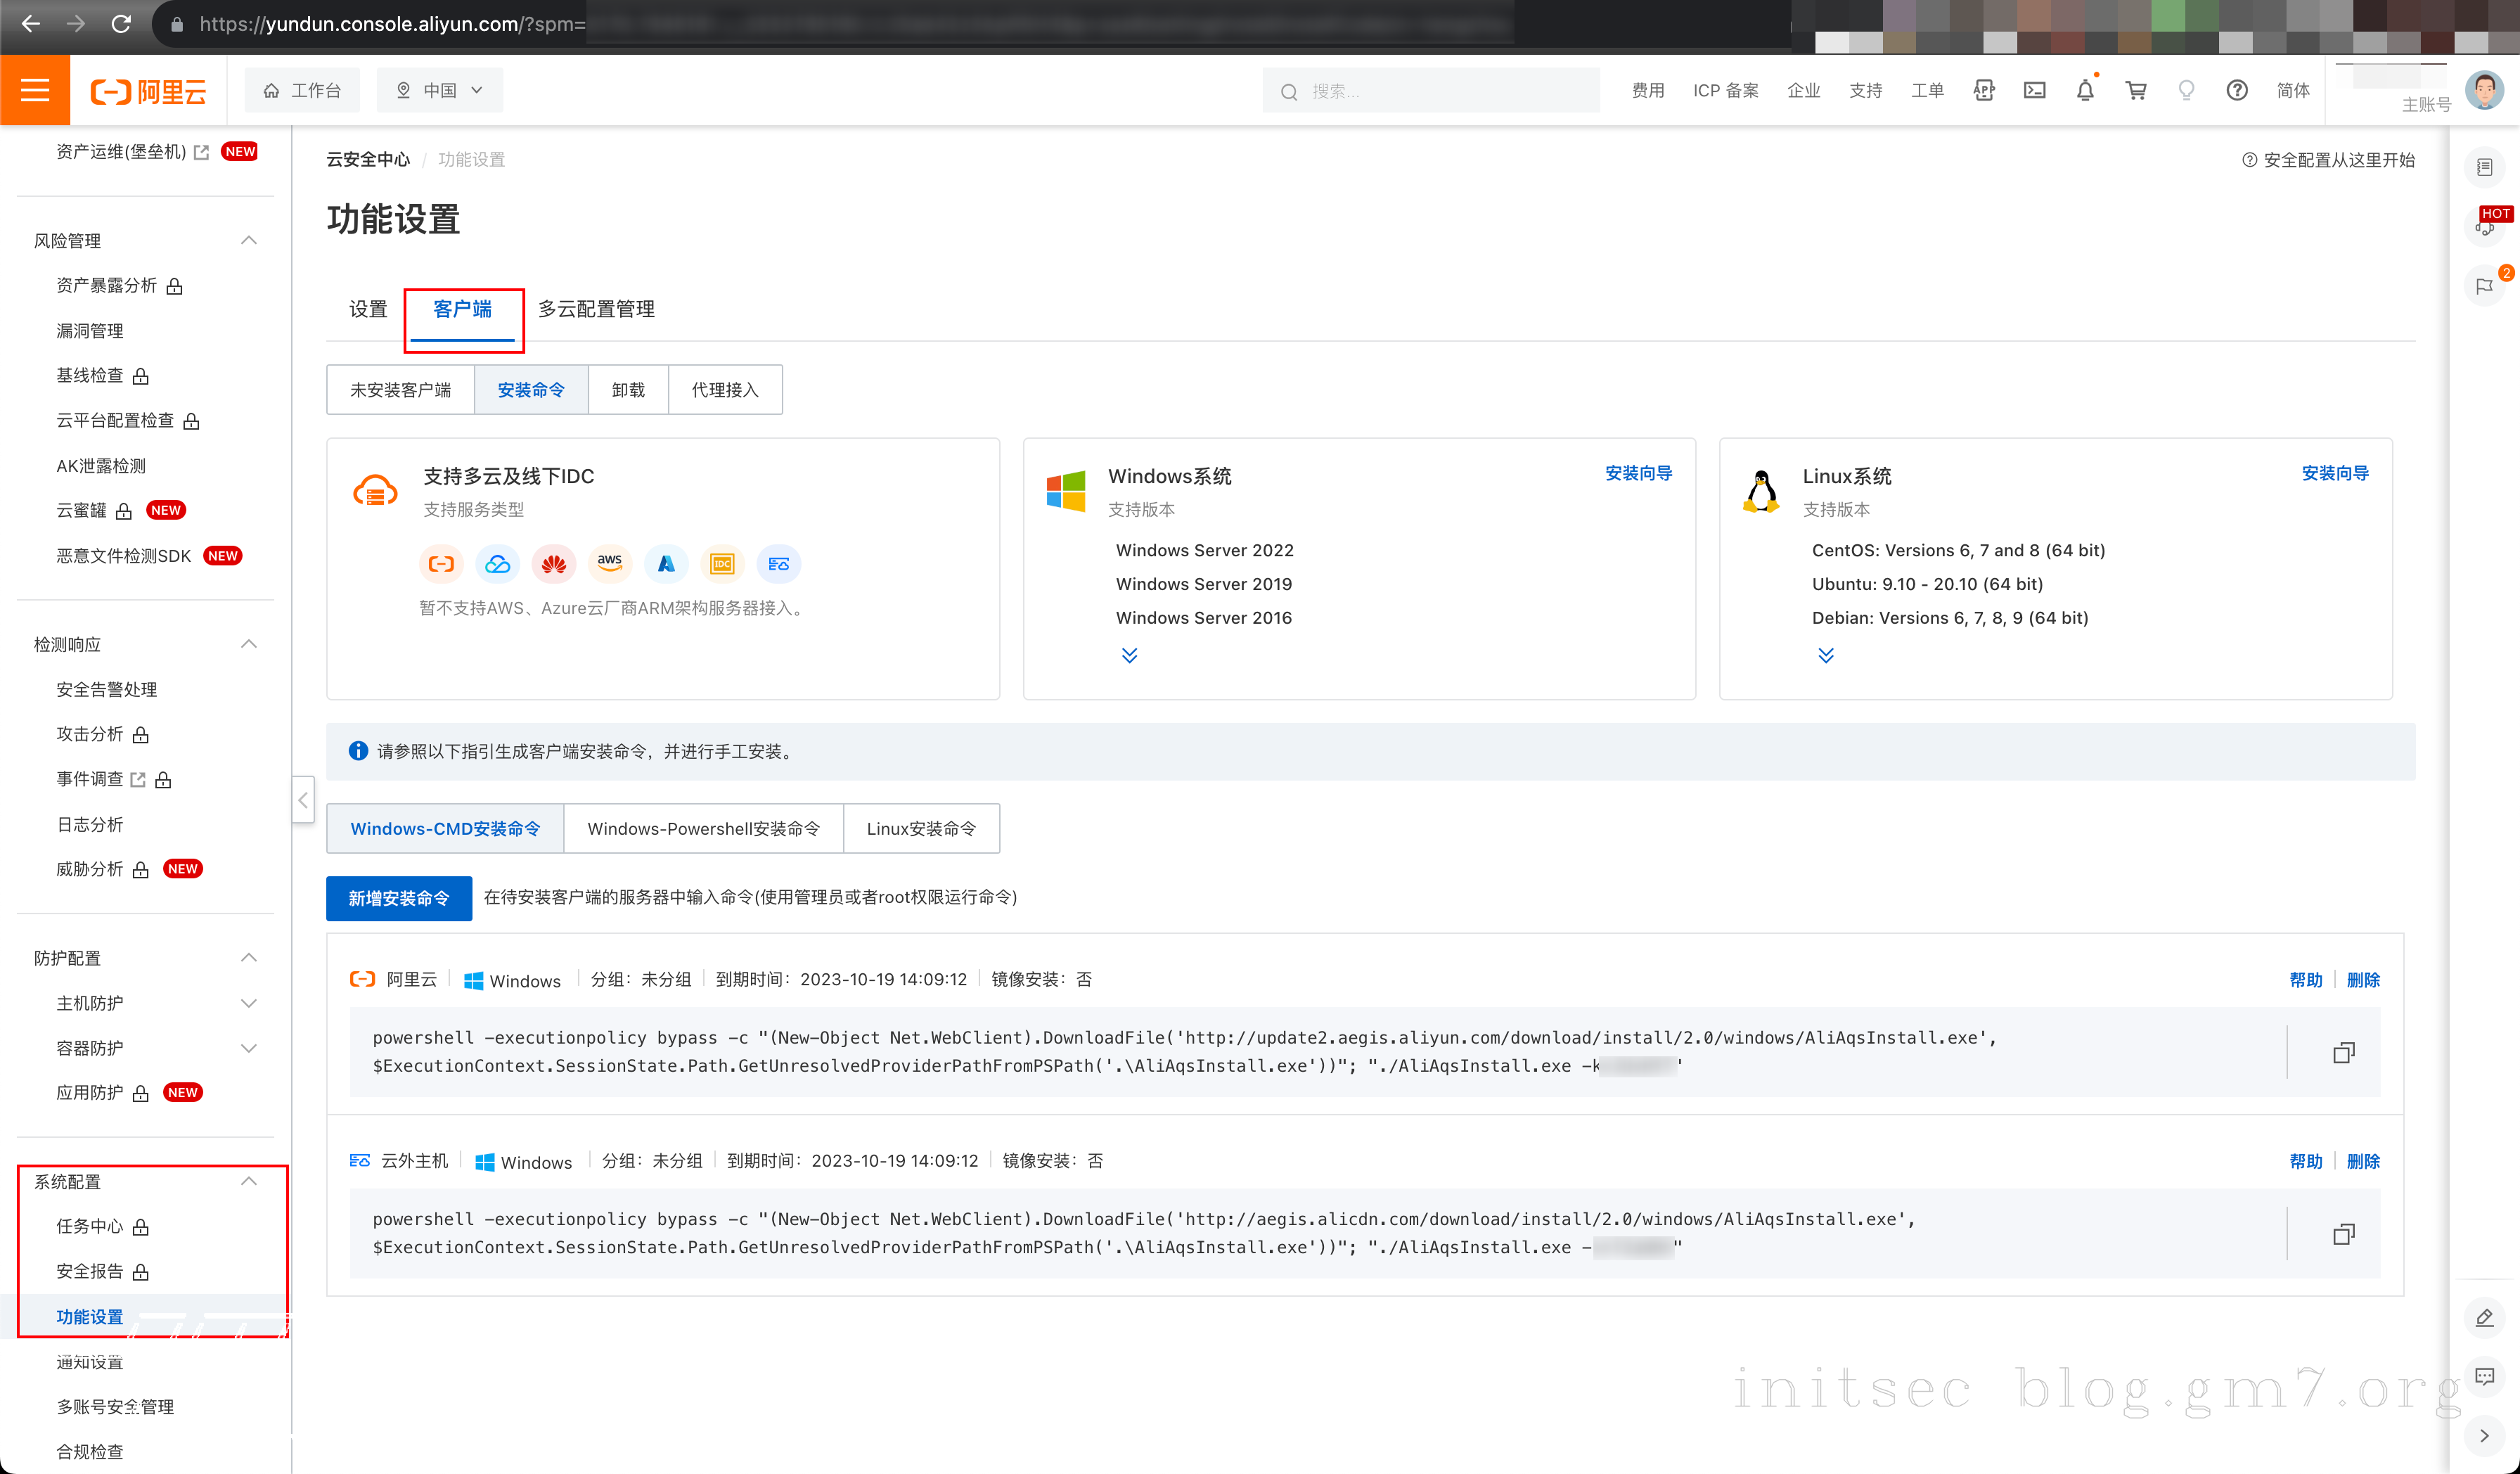 https://yundun.console.aliyun.com/?spm=
阿里云
工作台
中国
搜索...
费用
ICP 备案
企业
支持
工单
APP
简体
主账号
资产运维(堡垒机) NEW
风险管理
资产暴露分析
漏洞管理
基线检查
云平台配置检查
AK泄露检测
云蜜罐 NEW
恶意文件检测SDK NEW
检测响应
安全告警处理
攻击分析
事件调查
日志分析
威胁分析 NEW
防护配置
主机防护
容器防护
应用防护 NEW
系统配置
任务中心
安全报告
功能设置
通知设置
多账号安全管理
合规检查
云安全中心 / 功能设置
安全配置从这里开始
功能设置
设置
客户端
多云配置管理
未安装客户端
安装命令
卸载
代理接入
支持多云及线下IDC
支持服务类型
aws
IDC
暂不支持AWS、Azure云厂商ARM架构服务器接入。
Windows系统
安装向导
支持版本
Windows Server 2022
Windows Server 2019
Windows Server 2016
Linux系统
安装向导
支持版本
CentOS: Versions 6, 7 and 8 (64 bit)
Ubuntu: 9.10 - 20.10 (64 bit)
Debian: Versions 6, 7, 8, 9 (64 bit)
请参照以下指引生成客户端安装命令，并进行手工安装。
Windows-CMD安装命令
Windows-Powershell安装命令
Linux安装命令
新增安装命令
在待安装客户端的服务器中输入命令(使用管理员或者root权限运行命令)
阿里云 Windows 分组：未分组 到期时间：2023-10-19 14:09:12 镜像安装：否
帮助 删除
powershell -executionpolicy bypass -c "(New-Object Net.WebClient).DownloadFile('http://update2.aegis.aliyun.com/download/install/2.0/windows/AliAqsInstall.exe',
$ExecutionContext.SessionState.Path.GetUnresolvedProviderPathFromPSPath('.\AliAqsInstall.exe'))"; "./AliAqsInstall.exe -k
云外主机 Windows 分组：未分组 到期时间：2023-10-19 14:09:12 镜像安装：否
帮助 删除
powershell -executionpolicy bypass -c "(New-Object Net.WebClient).DownloadFile('http://aegis.alicdn.com/download/install/2.0/windows/AliAqsInstall.exe',
$ExecutionContext.SessionState.Path.GetUnresolvedProviderPathFromPSPath('.\AliAqsInstall.exe'))"; "./AliAqsInstall.exe -
HOT
2
initsec blog.gm7.org